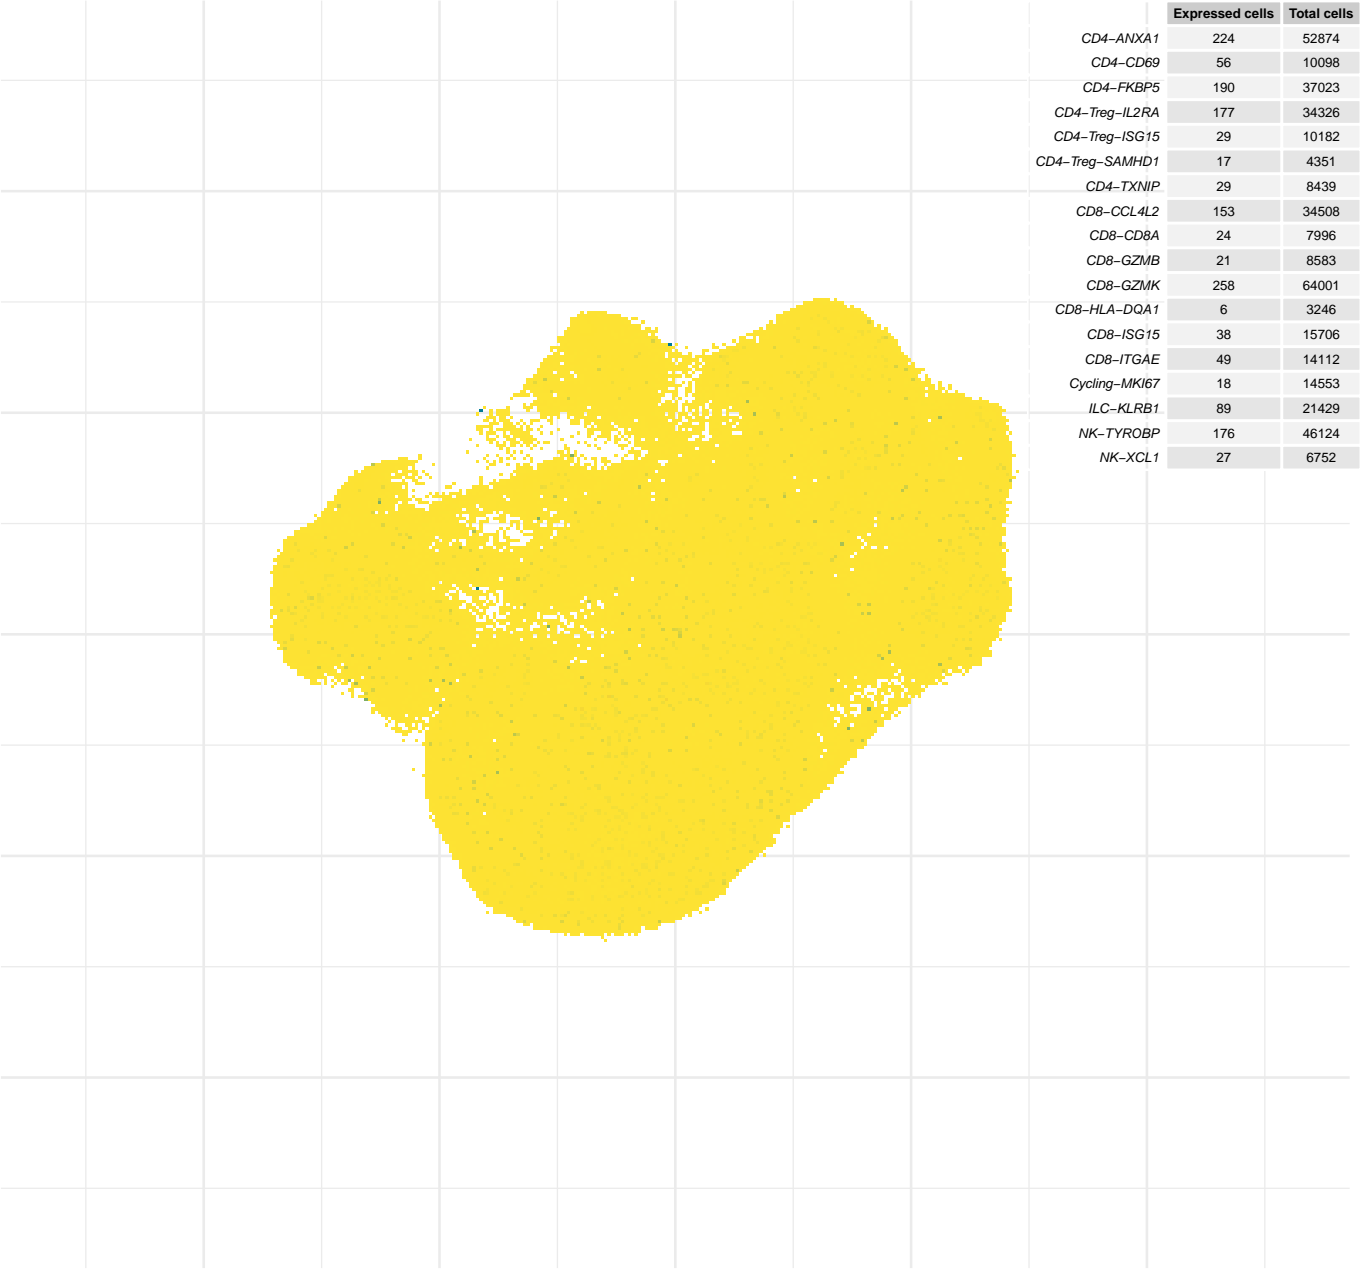 Expressed cells Total cells
CD4−ANXA1 224 52874
CD4−CD69 56 10098
CD4−FKBP5 190 37023
CD4−Treg−IL2RA 177 34326
CD4−Treg−ISG15 29 10182
CD4−Treg−SAMHD1 17 4351
CD4−TXNIP 29 8439
CD8−CCL4L2 153 34508
CD8−CD8A 24 7996
CD8−GZMB 21 8583
CD8−GZMK 258 64001
CD8−HLA−DQA1 6 3246
CD8−ISG15 38 15706
CD8−ITGAE 49 14112
Cycling−MKI67 18 14553
ILC−KLRB1 89 21429
NK−TYROBP 176 46124
NK−XCL1 27 6752